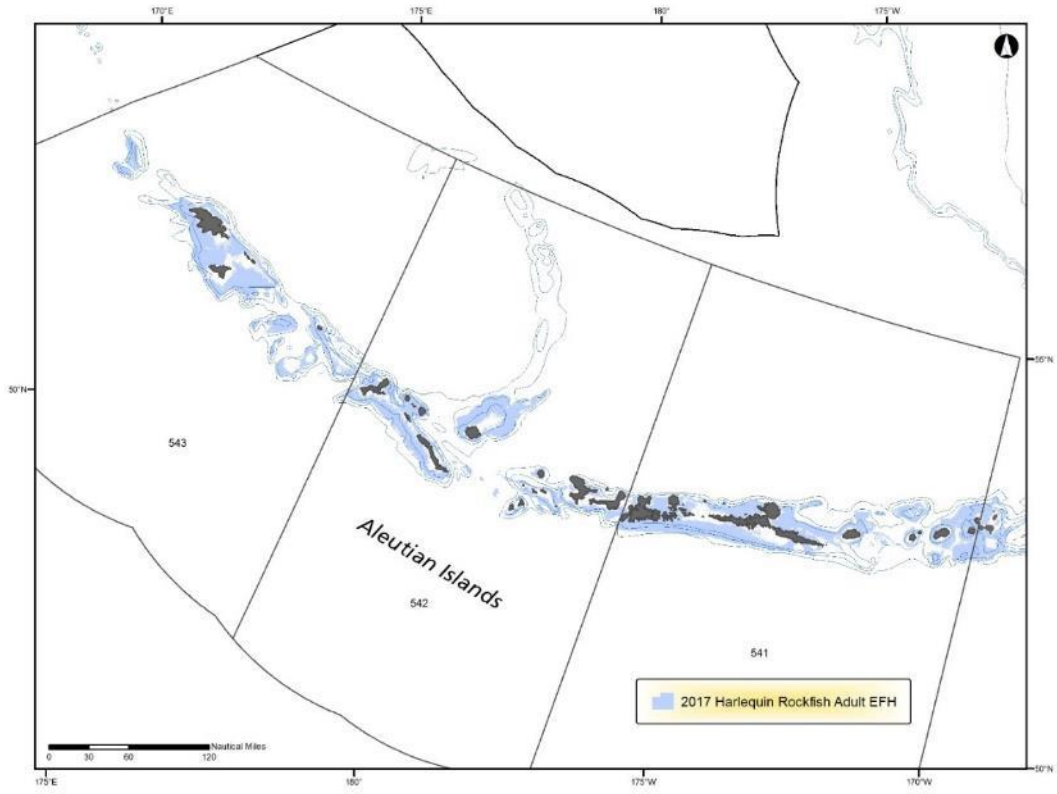 170°E 175°E 180° 175°W
50°N
55°N
543
Aleutian Islands
542
541
2017 Harlequin Rockfish Adult EFH
Nautical Miles
0 30 60 120
50°N
175°E 180° 175°W 170°W